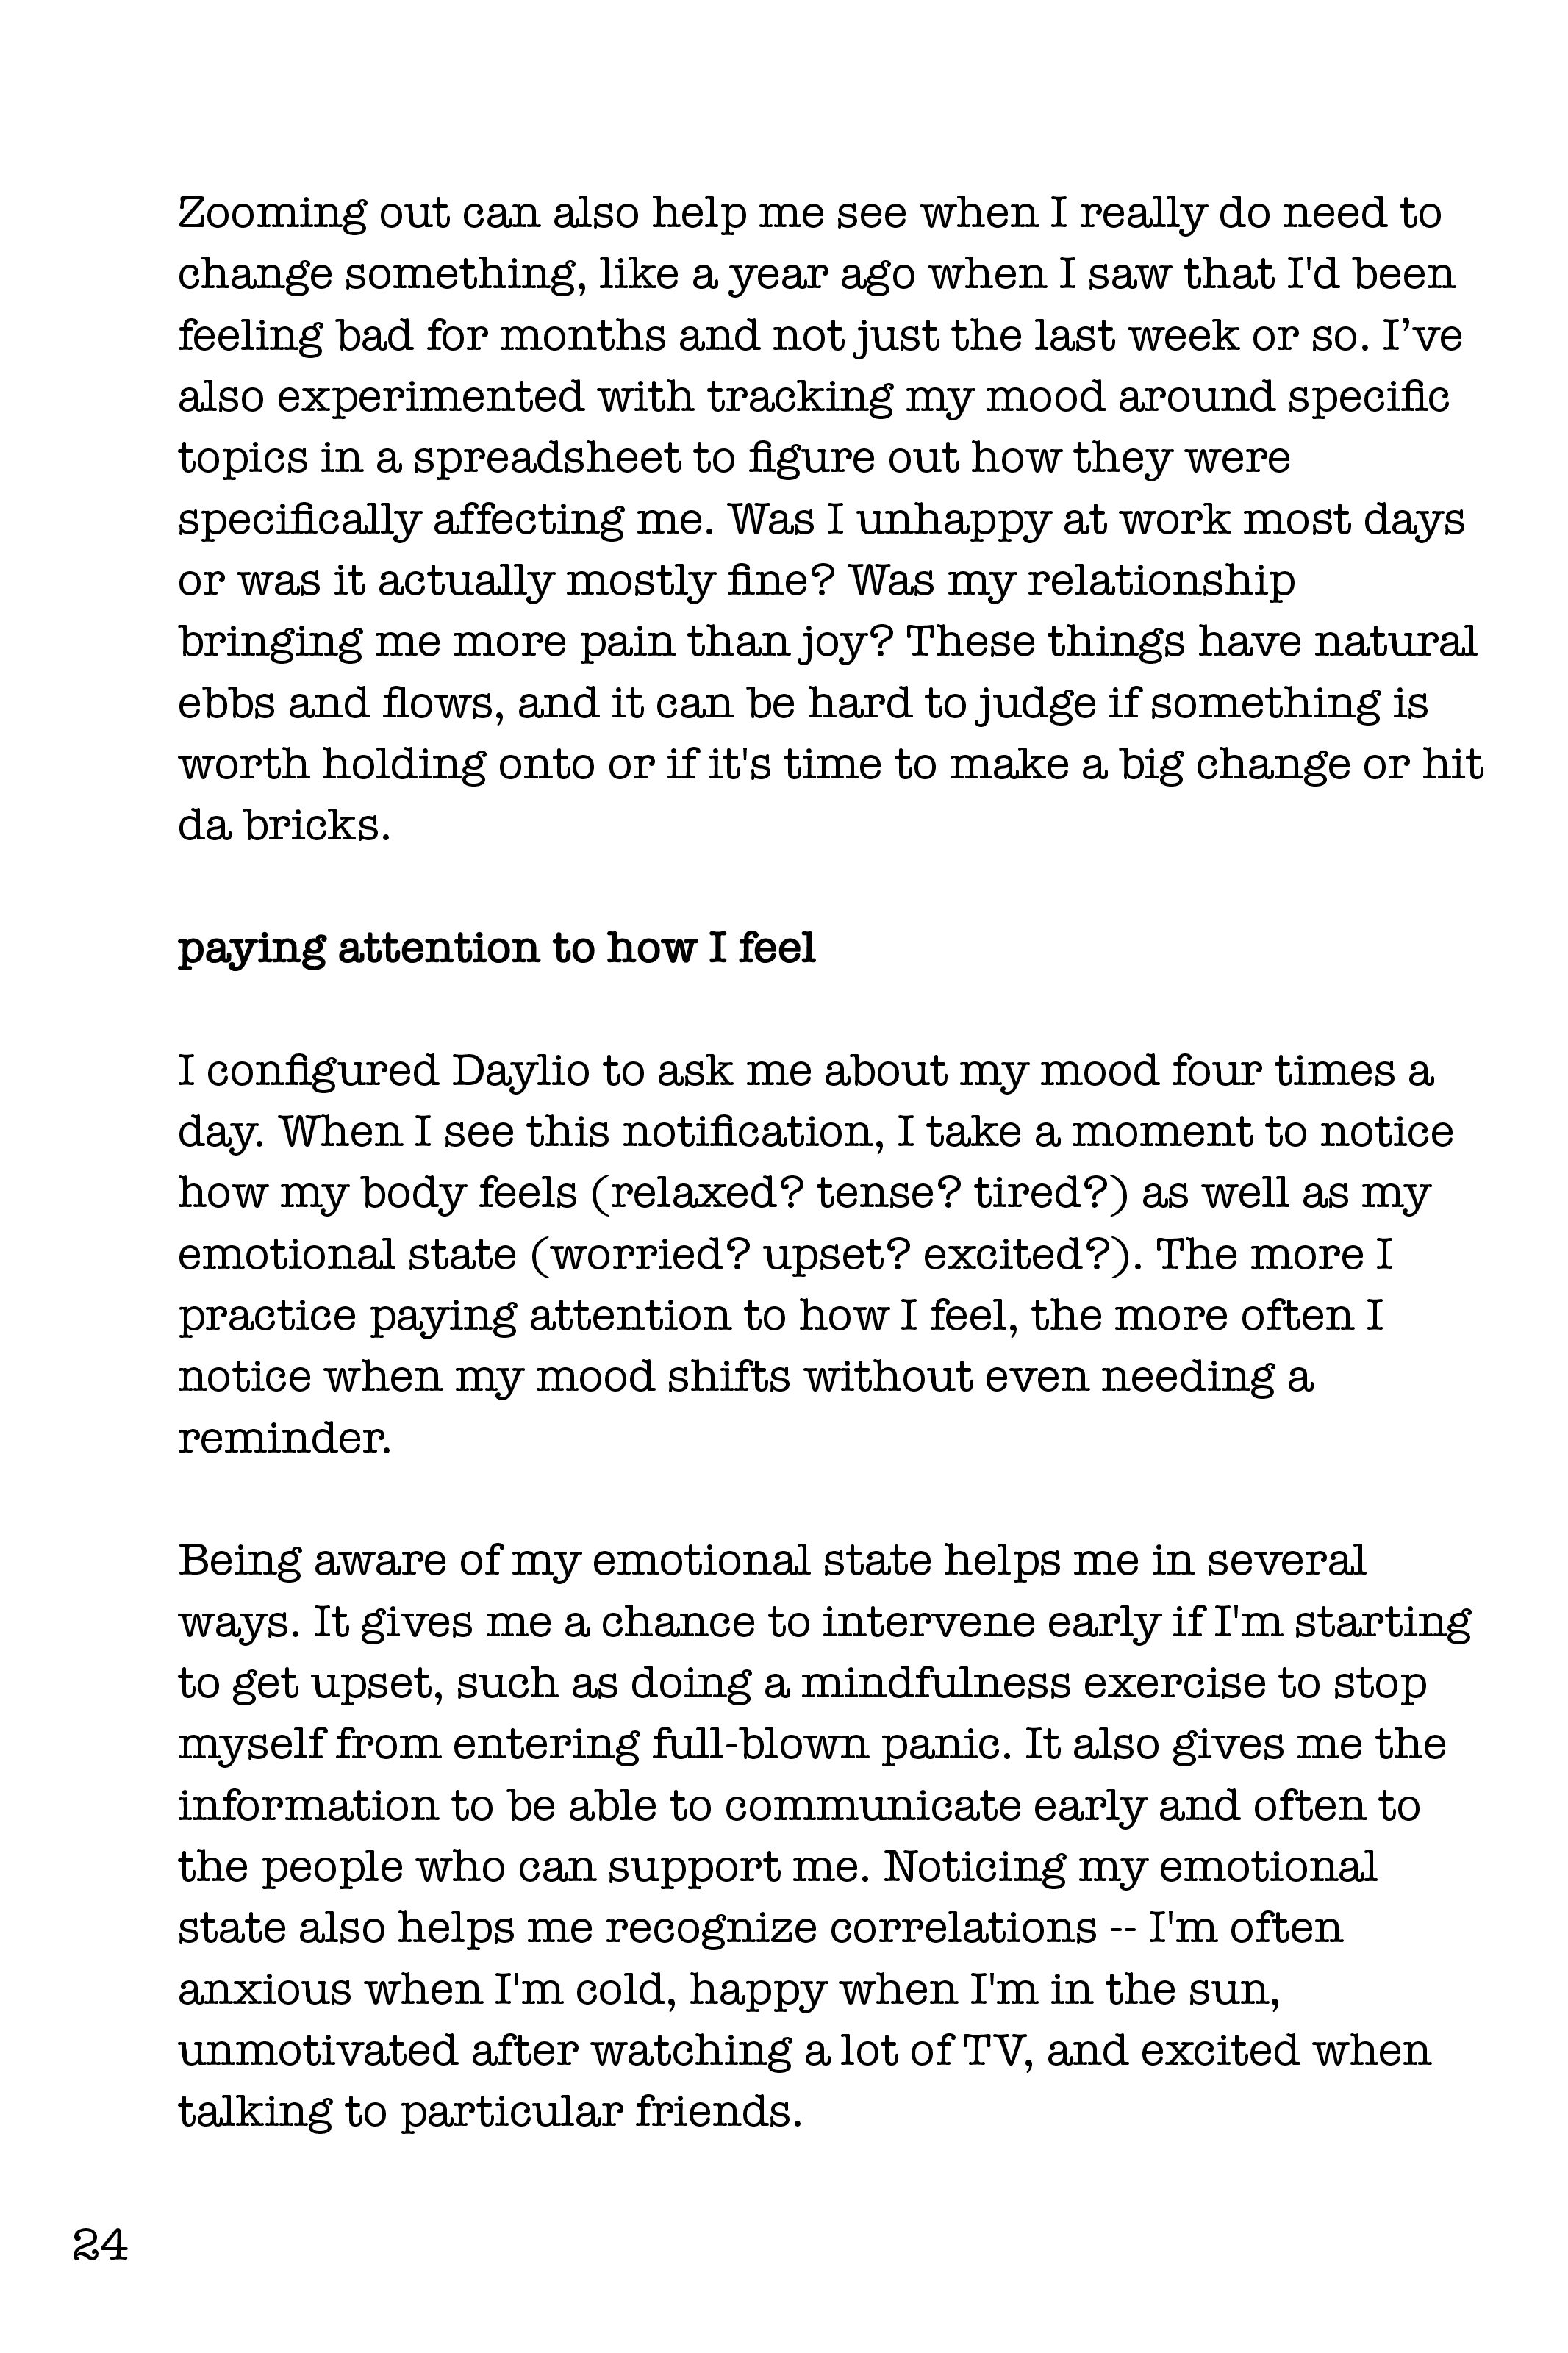 Zooming out can also help me see when I really do need to
change something, like a year ago when I saw that I'd been
feeling bad for months and not just the last week or so. I’ve
also experimented with tracking my mood around specific
topics in a spreadsheet to figure out how they were
specifically affecting me. Was I unhappy at work most days
or was it actually mostly fine? Was my relationship
bringing me more pain than joy? These things have natural
ebbs and flows, and it can be hard to judge if something is
worth holding onto or if it's time to make a big change or hit
da bricks.
paying attention to how I feel
I configured Daylio to ask me about my mood four times a
day. When I see this notification, I take a moment to notice
how my body feels (relaxed? tense? tired?) as well as my
emotional state (worried? upset? excited?). The more I
practice paying attention to how I feel, the more often I
notice when my mood shifts without even needing a
reminder.
Being aware of my emotional state helps me in several
ways. It gives me a chance to intervene early if I'm starting
to get upset, such as doing a mindfulness exercise to stop
myself from entering full-blown panic. It also gives me the
information to be able to communicate early and often to
the people who can support me. Noticing my emotional
state also helps me recognize correlations -- I'm often
anxious when I'm cold, happy when I'm in the sun,
unmotivated after watching a lot of TV, and excited when
talking to particular friends.
24